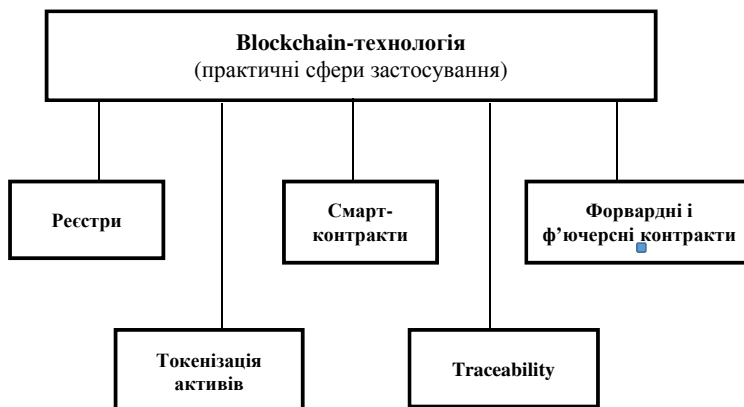 Blockchain-технологія
(практичні сфери застосування)
Реєстри
Смарт-
контракти
Форвардні і
ф’ючерсні контракти
Токенізація
активів
Traceability